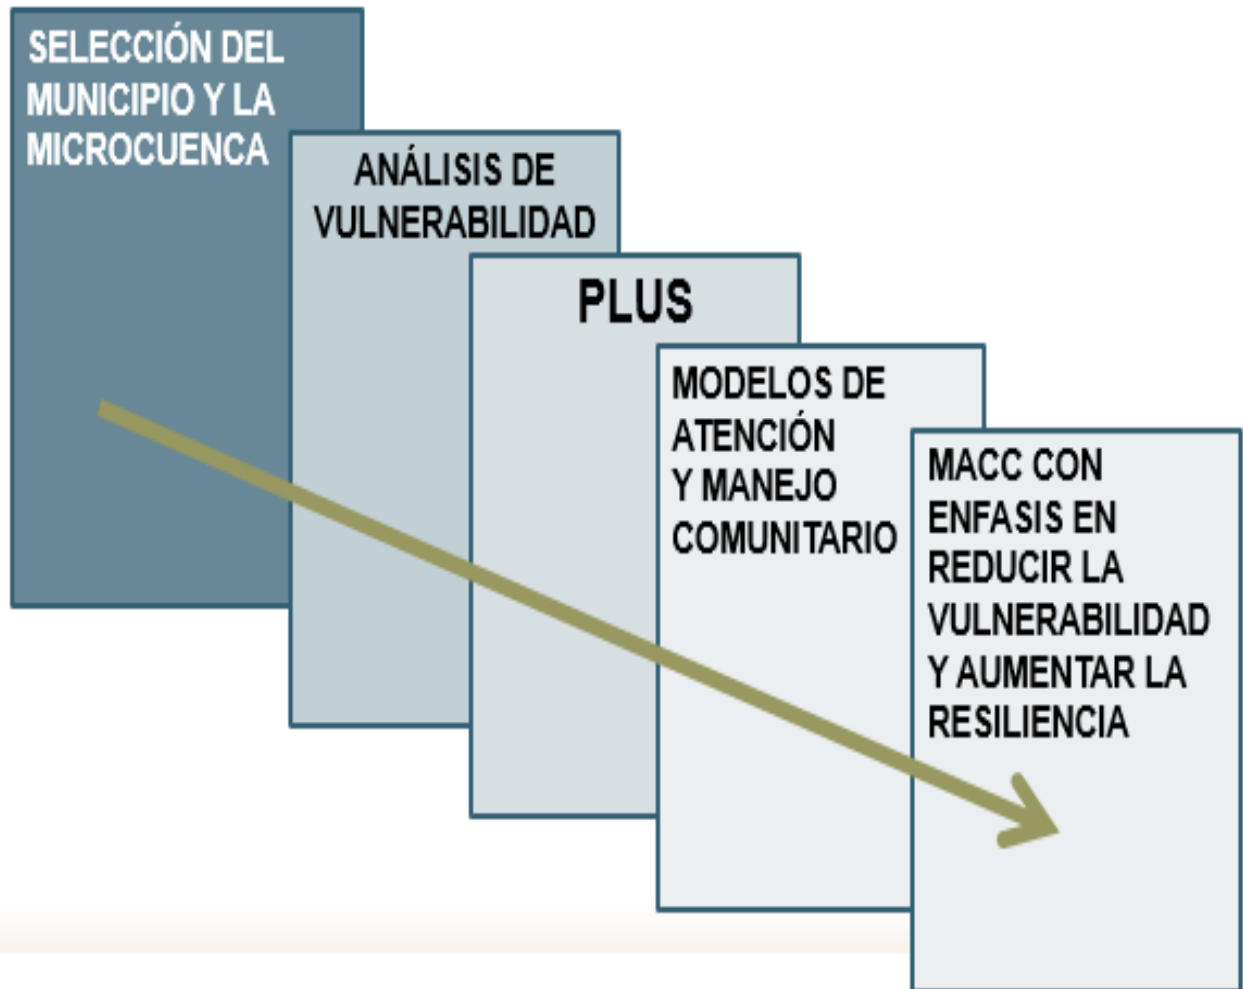 SELECCIÓN DEL
MUNICIPIO Y LA
MICROCUENCA
ANÁLISIS DE
VULNERABILIDAD
PLUS
MODELOS DE
ATENCIÓN
Y MANEJO
COMUNITARIO
MACC CON
ENFASIS EN
REDUCIR LA
VULNERABILIDAD
Y AUMENTAR LA
RESILIENCIA